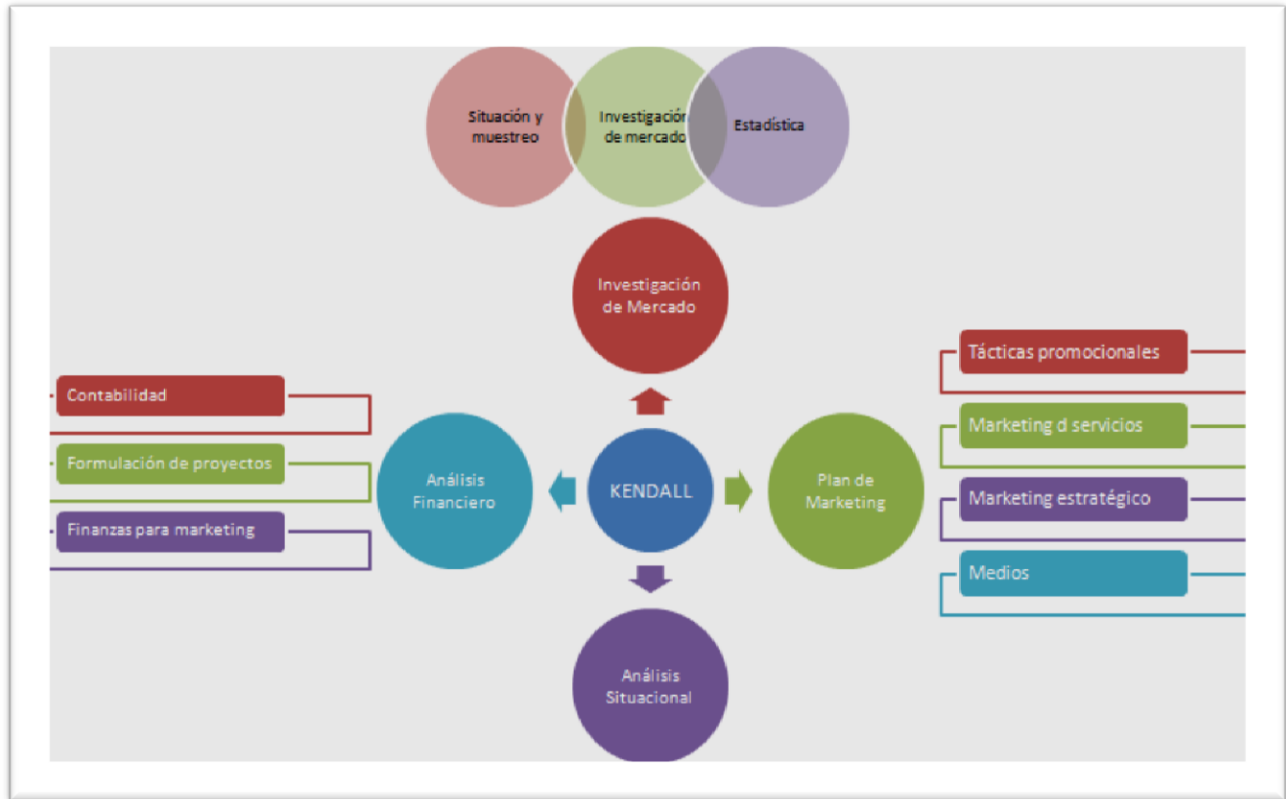 Situación y
muestreo
Investigación
de mercado
Estadística
Investigación
de Mercado
Contabilidad
Formulación de proyectos
Finanzas para marketing
Análisis
Financiero
KENDALL
Plan de
Marketing
Tácticas promocionales
Marketing d servicios
Marketing estratégico
Medios
Análisis
Situacional